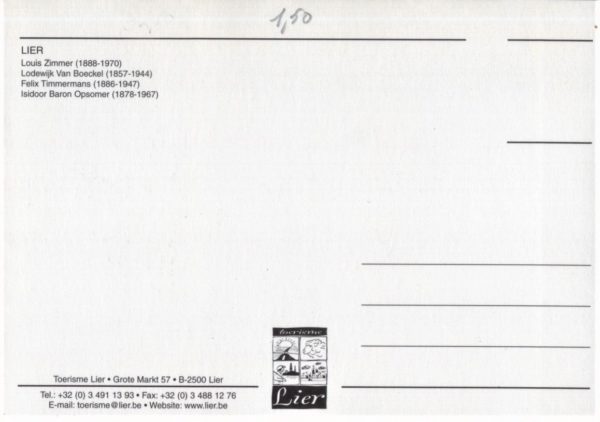 1,50
LIER
Louis Zimmer (1888-1970)
Lodewijk Van Boeckel (1857-1944)
Felix Timmermans (1886-1947)
Isidoor Baron Opsomer (1878-1967)
toerisme
Lier
Toerisme Lier • Grote Markt 57 • B-2500 Lier
Tel.: +32 (0) 3 491 13 93 • Fax: +32 (0) 3 488 12 76
E-mail: toerisme@lier.be • Website: www.lier.be